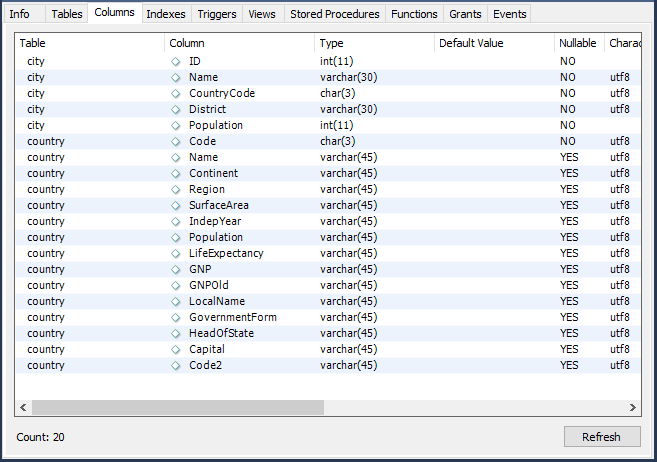 Info Tables Columns Indexes Triggers Views Stored Procedures Functions Grants Events
Table Column Type Default Value Nullable Charac
city ID int(11) NO
city Name varchar(30) NO utf8
city CountryCode char(3) NO utf8
city District varchar(30) NO utf8
city Population int(11) NO
country Code char(3) NO utf8
country Name varchar(45) YES utf8
country Continent varchar(45) YES utf8
country Region varchar(45) YES utf8
country SurfaceArea varchar(45) YES utf8
country IndepYear varchar(45) YES utf8
country Population varchar(45) YES utf8
country LifeExpectancy varchar(45) YES utf8
country GNP varchar(45) YES utf8
country GNPOld varchar(45) YES utf8
country LocalName varchar(45) YES utf8
country GovernmentForm varchar(45) YES utf8
country HeadOfState varchar(45) YES utf8
country Capital varchar(45) YES utf8
country Code2 varchar(45) YES utf8
Count: 20 Refresh